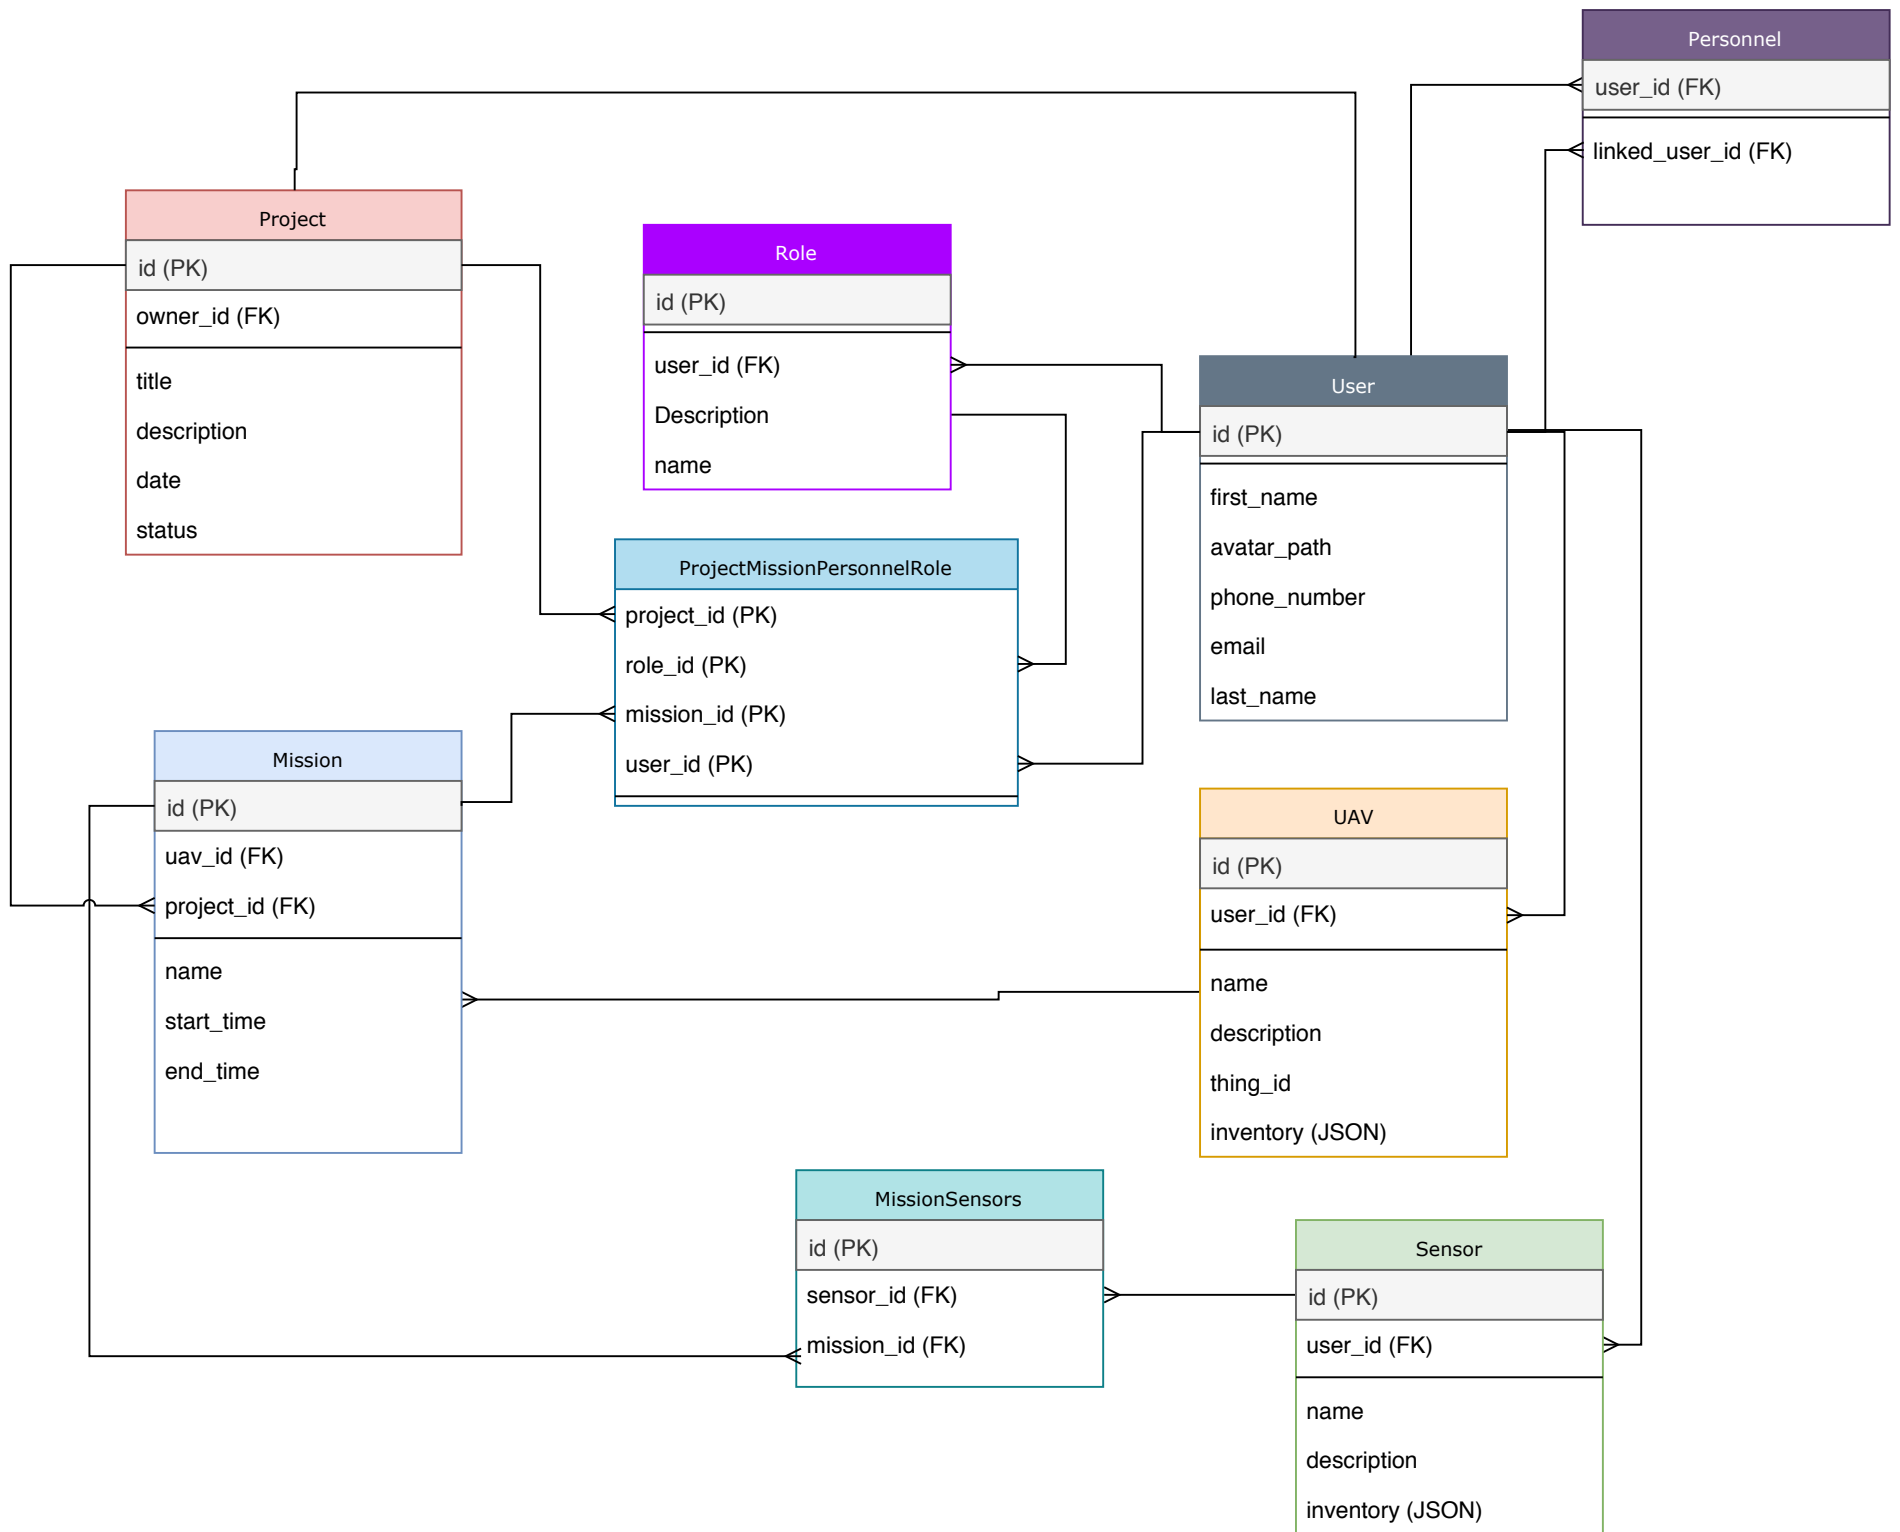 Personnel
user_id (FK)
linked_user_id (FK)
Project
id (PK)
owner_id (FK)
title
description
date
status
Role
id (PK)
user_id (FK)
Description
name
User
id (PK)
first_name
avatar_path
phone_number
email
last_name
ProjectMissionPersonnelRole
project_id (PK)
role_id (PK)
mission_id (PK)
user_id (PK)
Mission
id (PK)
uav_id (FK)
project_id (FK)
name
start_time
end_time
UAV
id (PK)
user_id (FK)
name
description
thing_id
inventory (JSON)
MissionSensors
id (PK)
sensor_id (FK)
mission_id (FK)
Sensor
id (PK)
user_id (FK)
name
description
inventory (JSON)